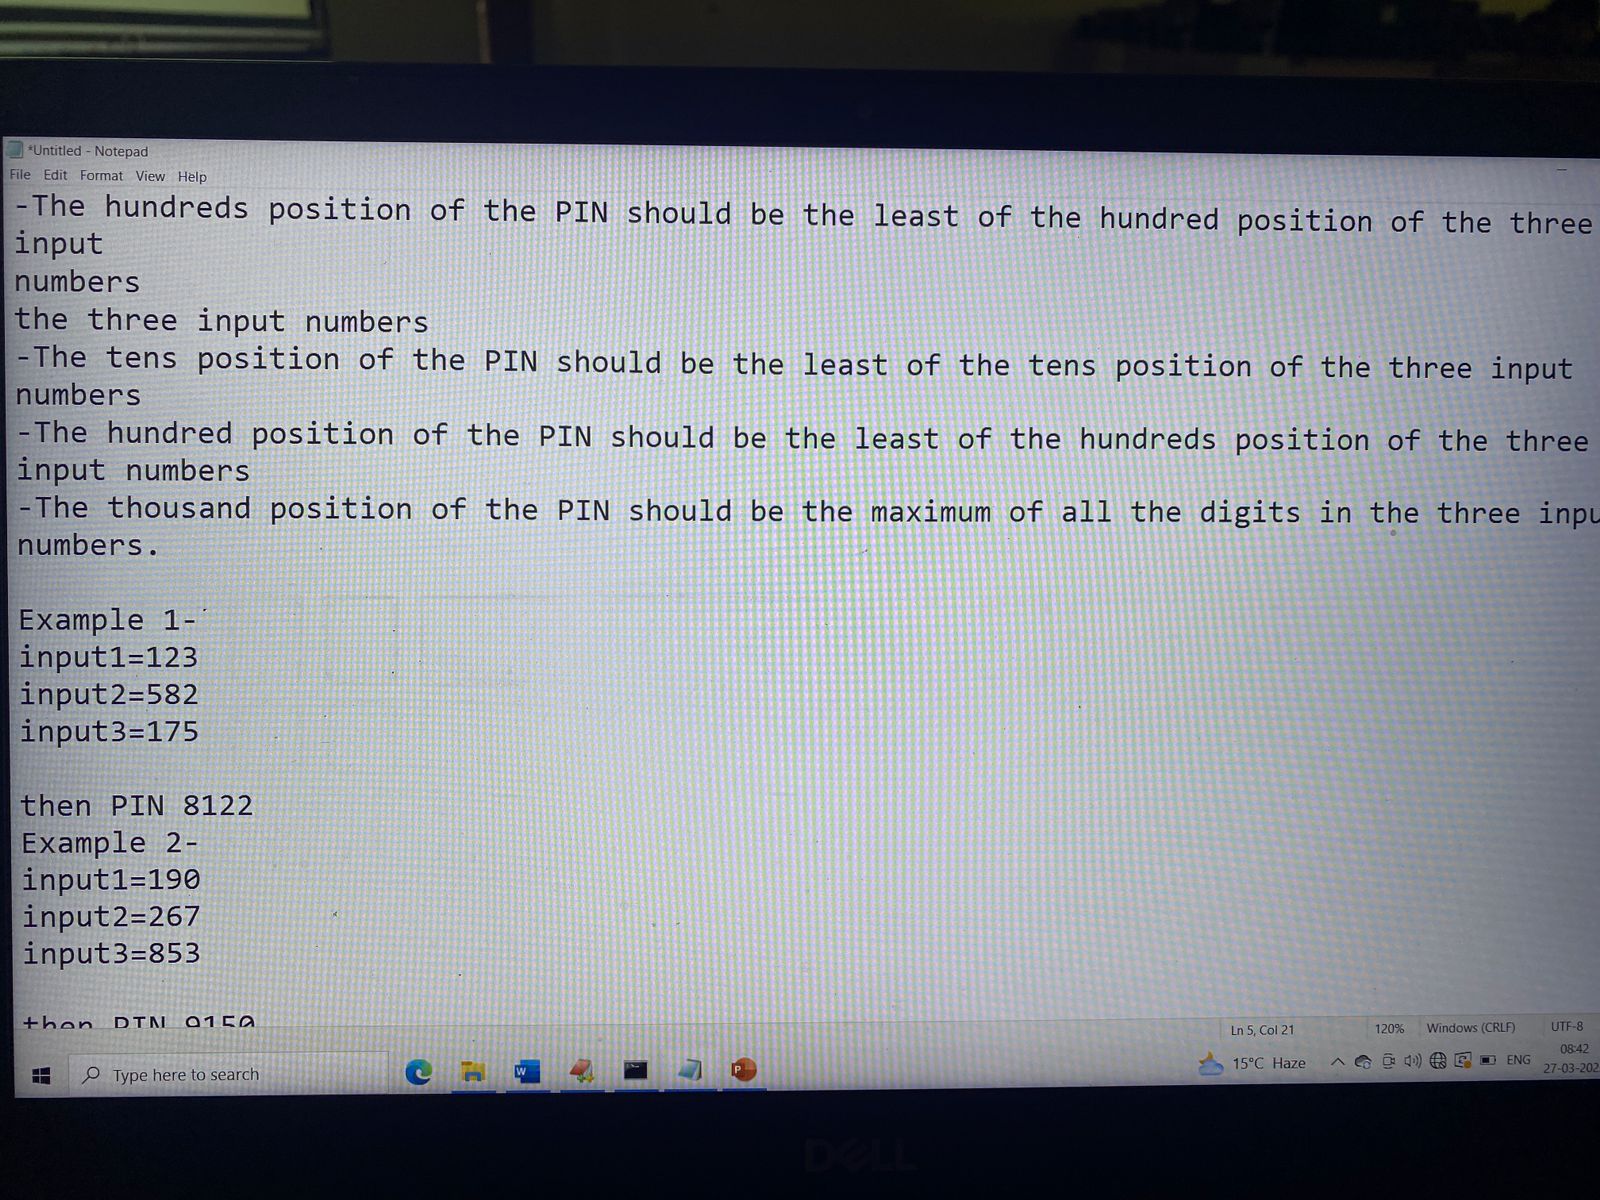 *Untitled - Notepad
File Edit Format View Help
-The hundreds position of the PIN should be the least of the hundred position of the three
input
numbers
the three input numbers
-The tens position of the PIN should be the least of the tens position of the three input
numbers
-The hundred position of the PIN should be the least of the hundreds position of the three
input numbers
-The thousand position of the PIN should be the maximum of all the digits in the three inpu
numbers.
Example 1-
input1=123
input2=582
input3=175
then PIN 8122
Example 2-
input1=190
input2=267
input3=853
then PIN 9150
Ln 5, Col 21 120% Windows (CRLF) UTF-8
Type here to search
15°C Haze
ENG
08:42
27-03-202
DELL